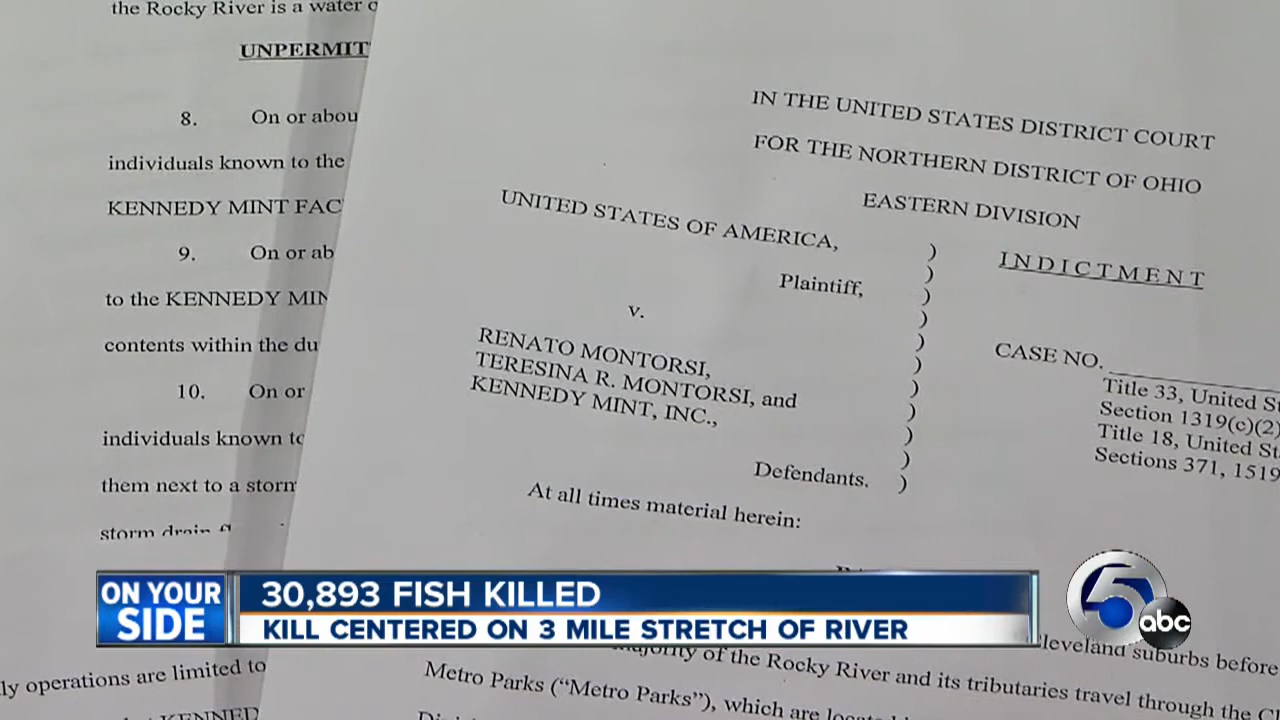 the Rocky River is a water
UNPERMIT
8. On or abou
individuals known to the
KENNEDY MINT FAC
9. On or ab
to the KENNEDY MIN
contents within the du
10. On or
individuals known to
them next to a storm
storm drain
ly operations are limited to
KENNED
IN THE UNITED STATES DISTRICT COURT
FOR THE NORTHERN DISTRICT OF OHIO
EASTERN DIVISION
UNITED STATES OF AMERICA,
Plaintiff,
v.
RENATO MONTORSI,
TERESINA R. MONTORSI, and
KENNEDY MINT, INC.,
Defendants.
)
)
)
)
)
)
)
)
)
)
)
INDICTMENT
CASE NO.
Title 33, United St
Section 1319(c)(2)
Title 18, United St
Sections 371, 1519
At all times material herein:
Cleveland suburbs before
majority of the Rocky River and its tributaries travel through the Cl
Metro Parks ("Metro Parks"), which are located
ON YOUR
SIDE
30,893 FISH KILLED
KILL CENTERED ON 3 MILE STRETCH OF RIVER
5
abc